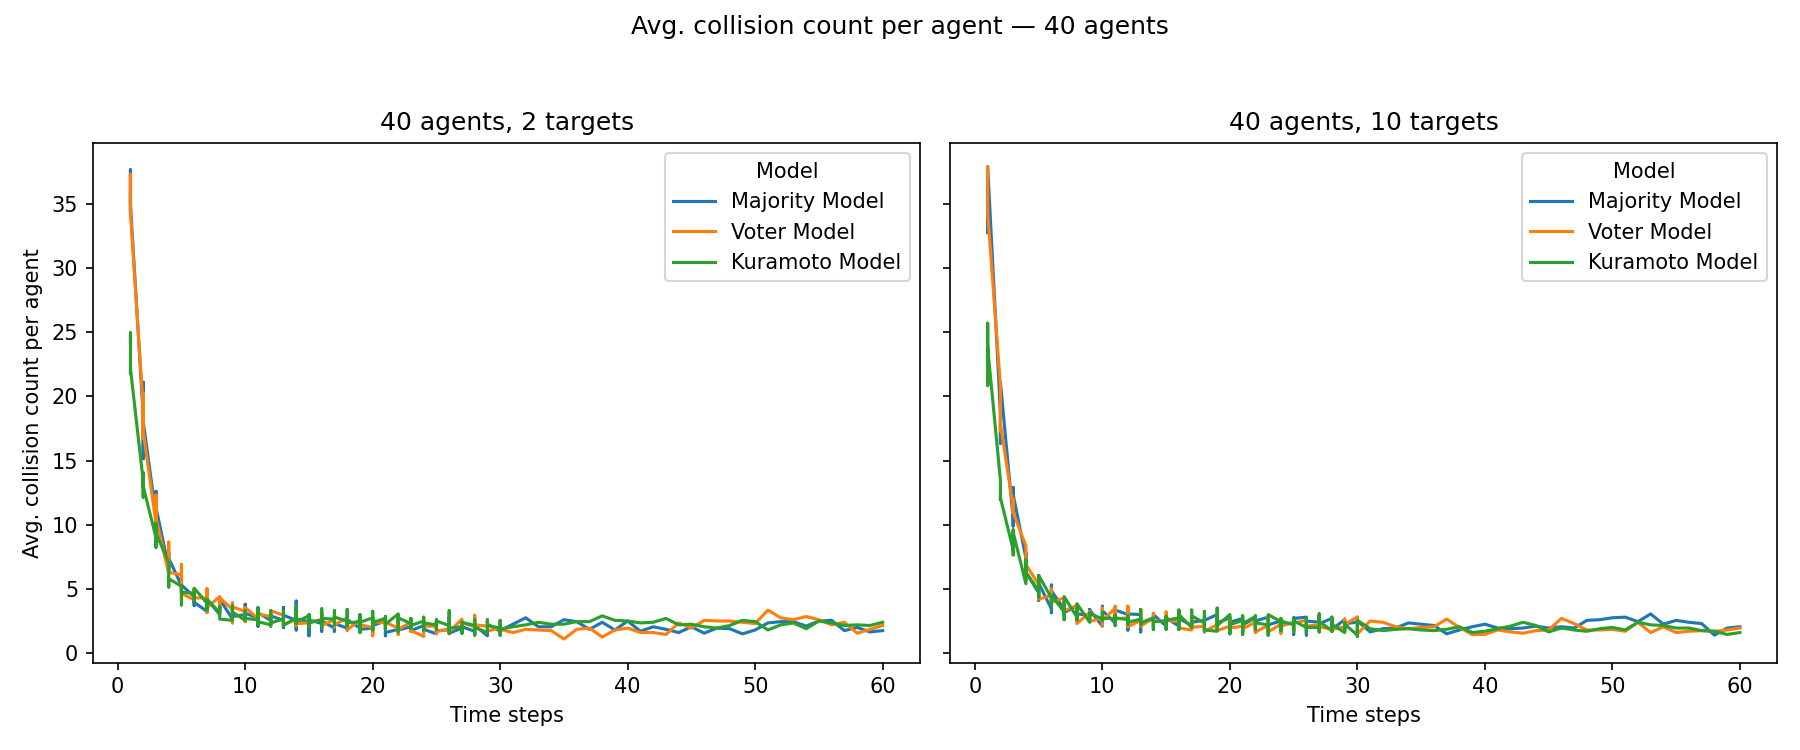 Avg. collision count per agent — 40 agents
40 agents, 2 targets
Avg. collision count per agent
35
30
25
20
15
10
5
0
Model
Majority Model
Voter Model
Kuramoto Model
0 10 20 30 40 50 60
Time steps
40 agents, 10 targets
Model
Majority Model
Voter Model
Kuramoto Model
0 10 20 30 40 50 60
Time steps